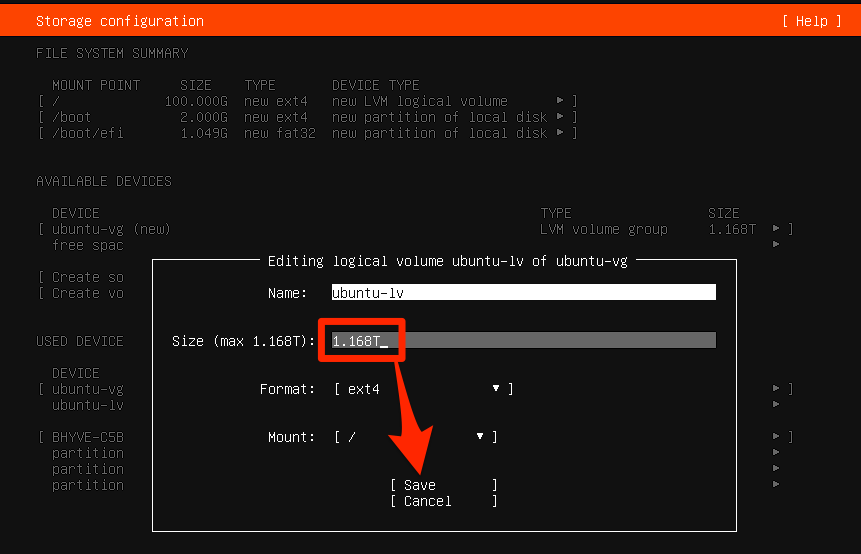 Storage configuration [ Help ]
FILE SYSTEM SUMMARY
MOUNT POINT SIZE TYPE DEVICE TYPE
[ / 100.000G new ext4 new LVM logical volume ▸ ]
[ /boot 2.000G new ext4 new partition of local disk ▸ ]
[ /boot/efi 1.049G new fat32 new partition of local disk ▸ ]
AVAILABLE DEVICES
DEVICE TYPE SIZE
[ ubuntu-vg (new) LVM volume group 1.168T ▸ ]
free spac ▸
[ Create so
[ Create vo
Editing logical volume ubuntu-lv of ubuntu-vg
Name: ubuntu-lv
Size (max 1.168T): 1.168T_
Format: [ ext4 ▾ ]
Mount: [ / ▾ ]
[ Save ]
[ Cancel ]
USED DEVICE
DEVICE
[ ubuntu-vg ▸ ]
ubuntu-lv ▸
[ BHYVE-C5B ▸ ]
partition ▸
partition ▸
partition ▸